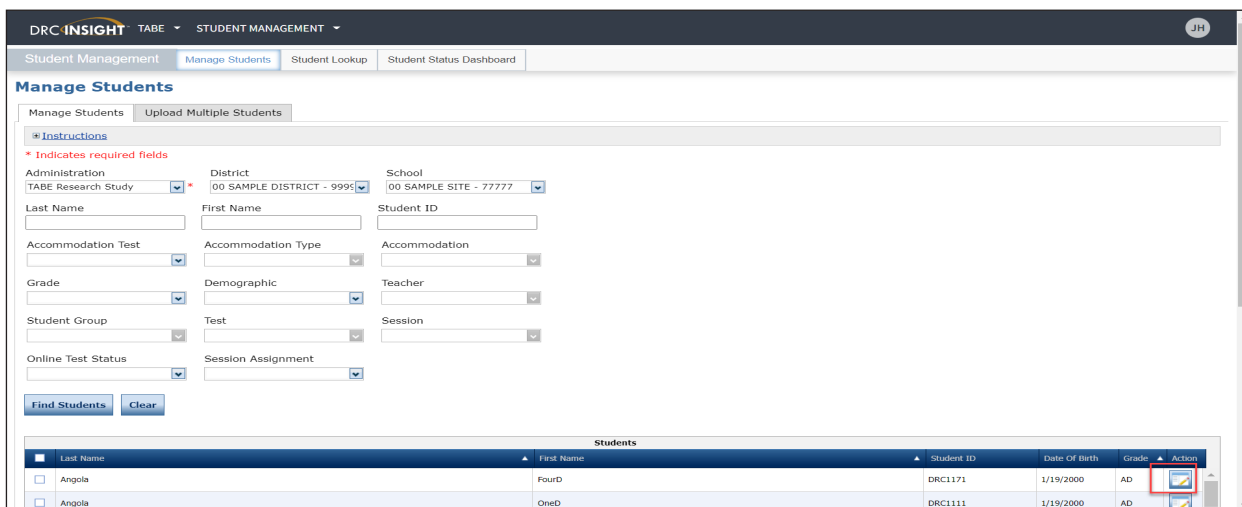 DRC INSIGHT TABE STUDENT MANAGEMENT JH
Student Management Manage Students Student Lookup Student Status Dashboard
Manage Students
Manage Students Upload Multiple Students
Instructions
* Indicates required fields
Administration District School
TABE Research Study * 00 SAMPLE DISTRICT - 9999 00 SAMPLE SITE - 77777
Last Name First Name Student ID
Accommodation Test Accommodation Type Accommodation
Grade Demographic Teacher
Student Group Test Session
Online Test Status Session Assignment
Find Students Clear
Students
Last Name First Name Student ID Date Of Birth Grade Action
Angola FourD DRC1171 1/19/2000 AD
Angola OneD DRC1111 1/19/2000 AD